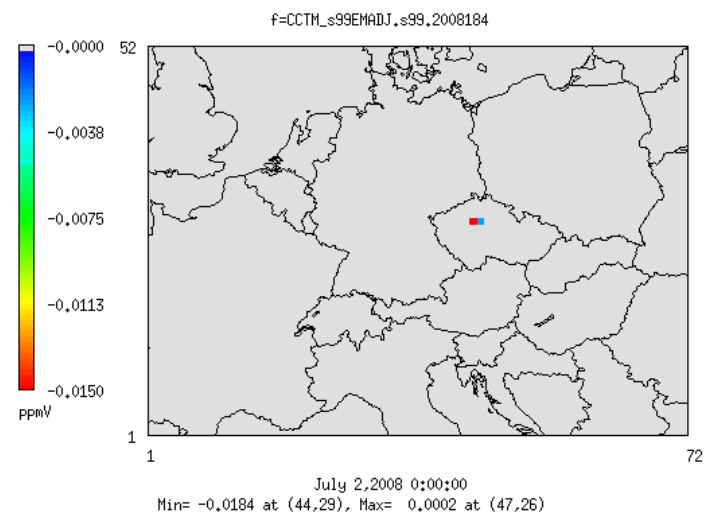 f=CCTM_s99EMADJ.s99.2008184
-0.0000
-0.0038
-0.0075
-0.0113
-0.0150
ppmV
52
1
1
72
July 2,2008 0:00:00
Min= -0.0184 at (44,29), Max=  0.0002 at (47,26)